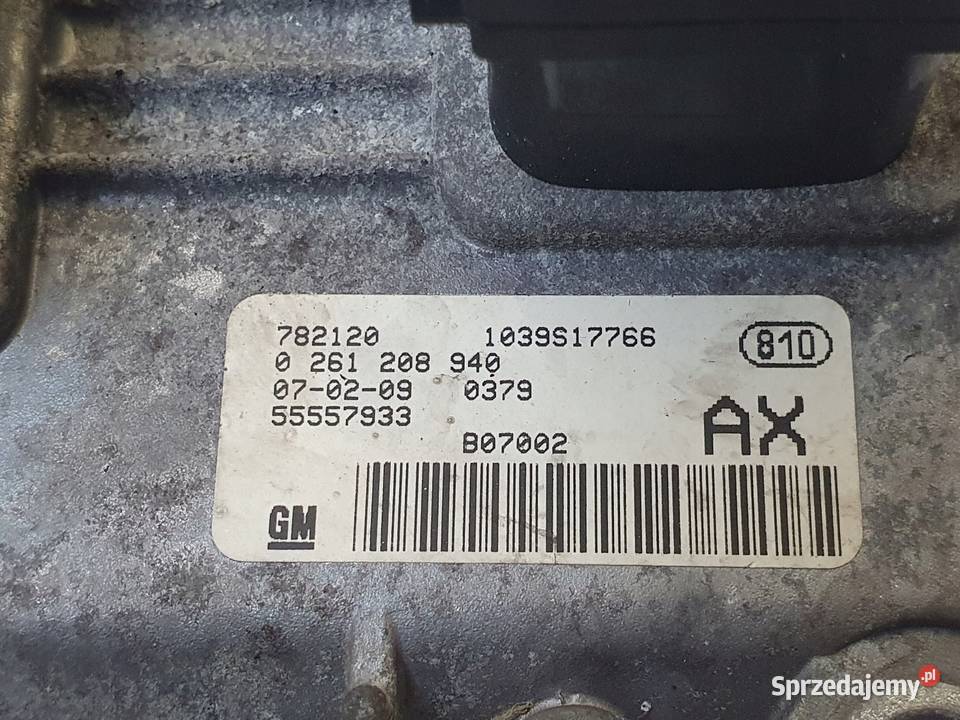 782120 1039S17766 810
0 261 208 940
07-02-09 0379
55557933 AX
B07002
GM
Sprzedajemy.pl